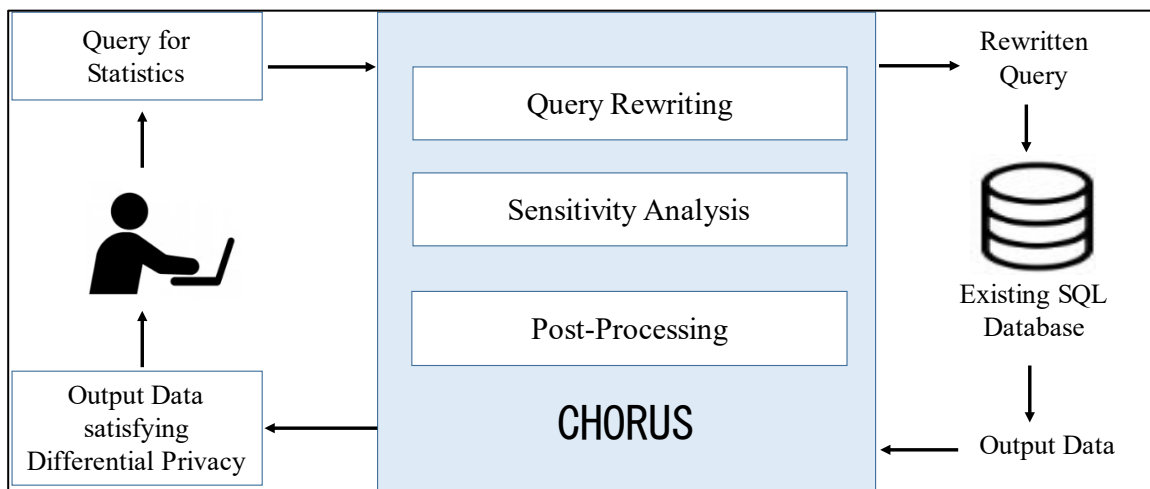 Query for
Statistics
Query Rewriting
Sensitivity Analysis
Post-Processing
CHORUS
Rewritten
Query
Existing SQL
Database
Output Data
Output Data
satisfying
Differential Privacy